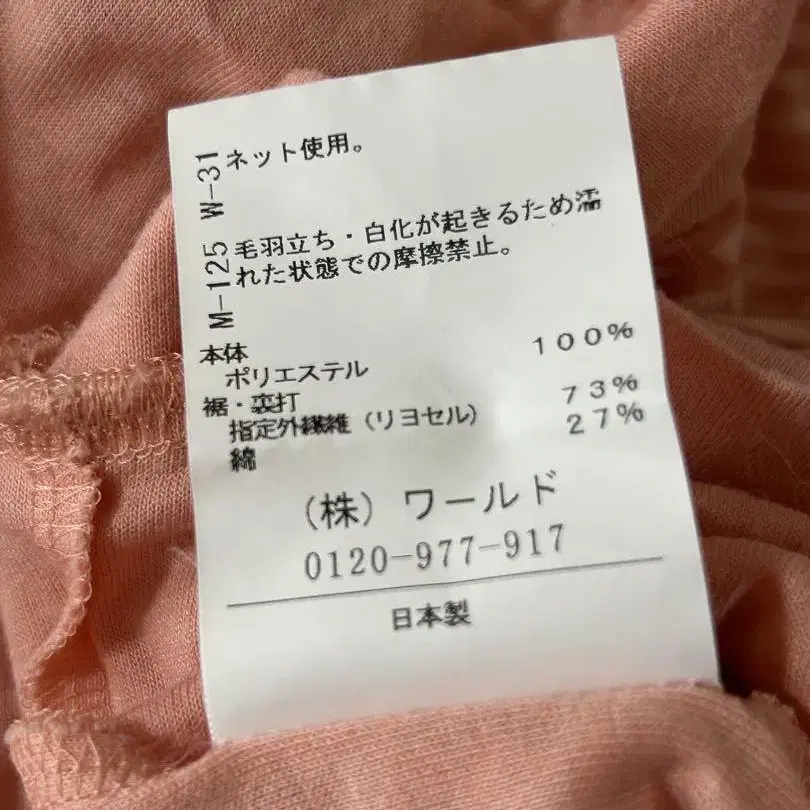 W-31
ネット使用。
M-125
毛羽立ち・白化が起きるため濡
れた状態での摩擦禁止。
本体
ポリエステル 100%
裾・裏打
指定外繊維（リヨセル） 73%
綿 27%
（株）ワールド
0120-977-917
日本製